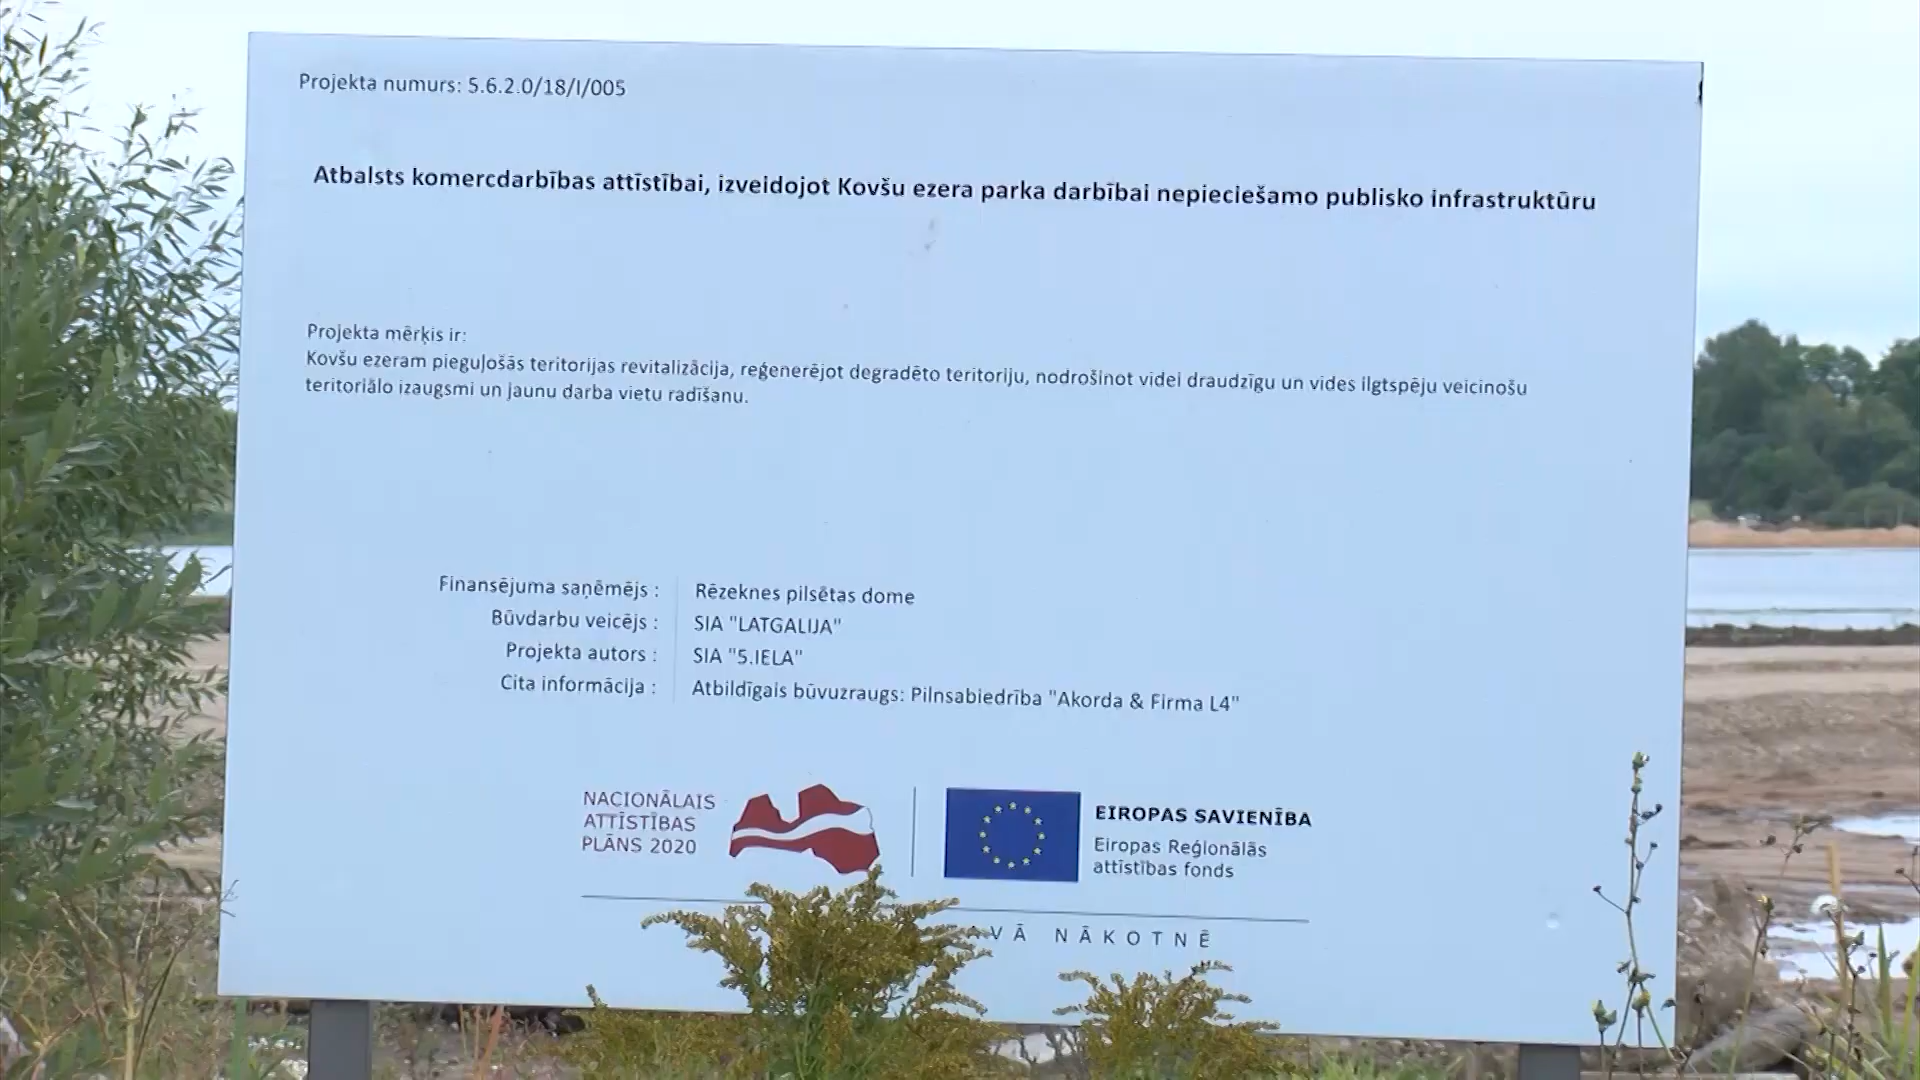 Projekta numurs: 5.6.2.0/18/I/005
Atbalsts komercdarbības attīstībai, izveidojot Kovšu ezera parka darbībai nepieciešamo publisko infrastruktūru
Projekta mērķis ir:
Kovšu ezeram pieguļošās teritorijas revitalizācija, reģenerējot degradēto teritoriju, nodrošinot videi draudzīgu un vides ilgtspēju veicinošu
teritoriālo izaugsmi un jaunu darba vietu radīšanu.
Finansējuma saņēmējs : Rēzeknes pilsētas dome
Būvdarbu veicējs : SIA "LATGALIJA"
Projekta autors : SIA "5.IELA"
Cita informācija : Atbildīgais būvuzraugs: Pilnsabiedrība "Akorda & Firma L4"
NACIONĀLAIS
ATTĪSTĪBAS
PLĀNS 2020
EIROPAS SAVIENĪBA
Eiropas Reģionālās
attīstības fonds
NĀKOTNĒ